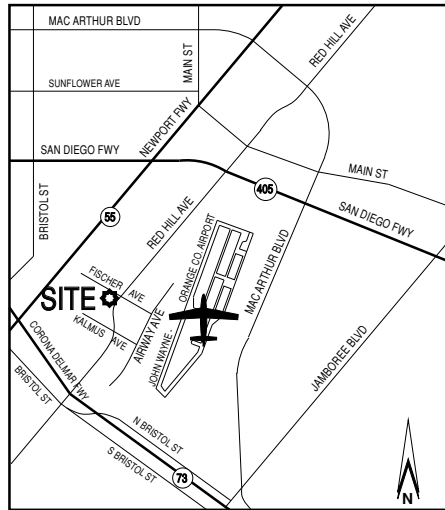 MAC ARTHUR BLVD
MAIN ST
RED HILL AVE
SUNFLOWER AVE
NEWPORT FWY
SAN DIEGO FWY
MAIN ST
BRISTOL ST
405
SAN DIEGO FWY
55
RED HILL AVE
ORANGE CO. AIRPORT
MAC ARTHUR BLVD
FISCHER AVE
SITE
KALMUS AVE
AIRWAY AVE
JOHN WAYNE -
CORONA DELMAR FWY
JAMBOREE BLVD
BRISTOL ST
N BRISTOL ST
S BRISTOL ST
73
N